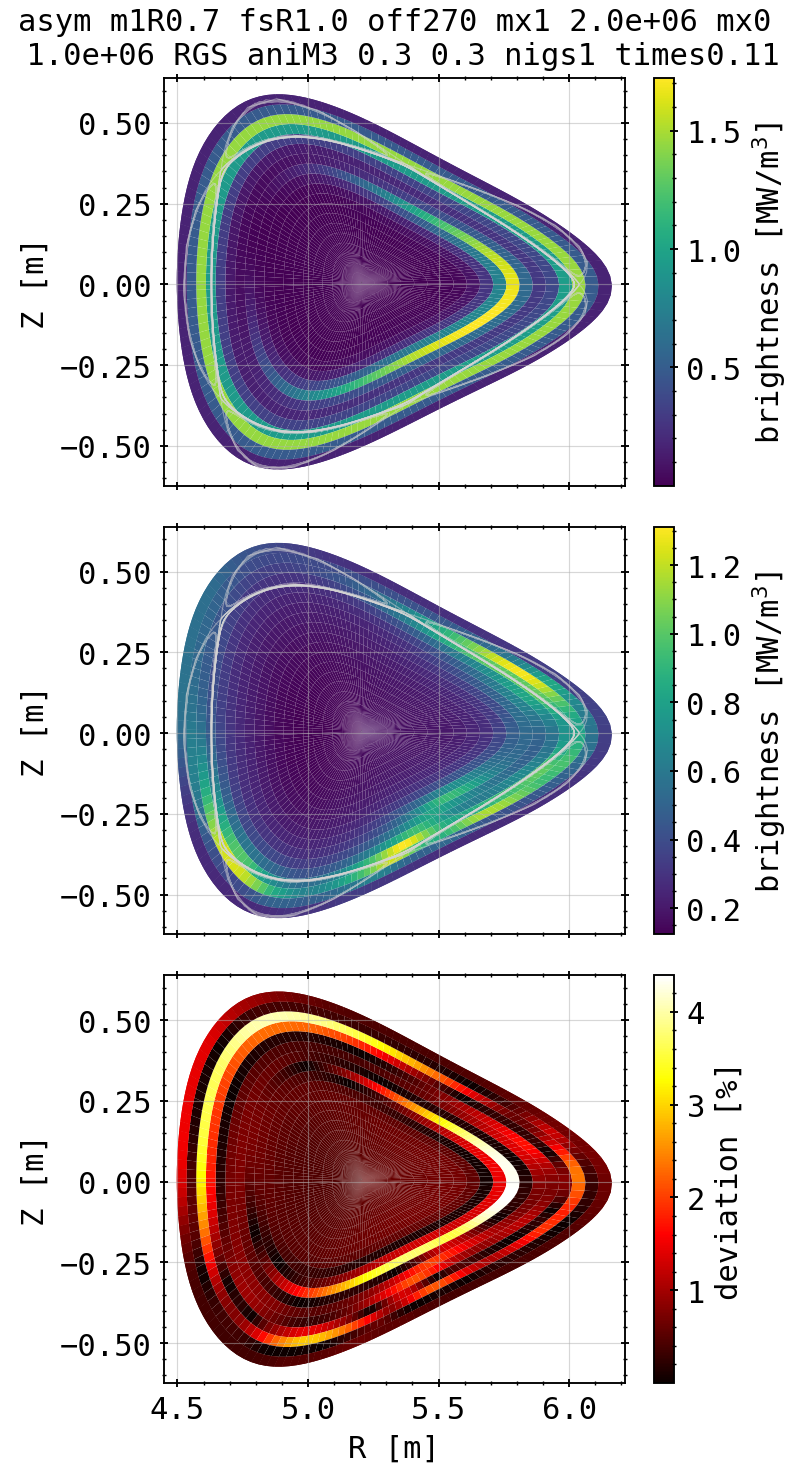 asym m1R0.7 fsR1.0 off270 mx1 2.0e+06 mx0
1.0e+06 RGS aniM3 0.3 0.3 nigs1 times0.11
0.50
0.25
0.00
−0.25
−0.50
Z [m]
1.5
1.0
0.5
brightness [MW/m³]
0.50
0.25
0.00
−0.25
−0.50
Z [m]
1.2
1.0
0.8
0.6
0.4
0.2
brightness [MW/m³]
0.50
0.25
0.00
−0.25
−0.50
Z [m]
4
3
2
1
deviation [%]
4.5 5.0 5.5 6.0
R [m]